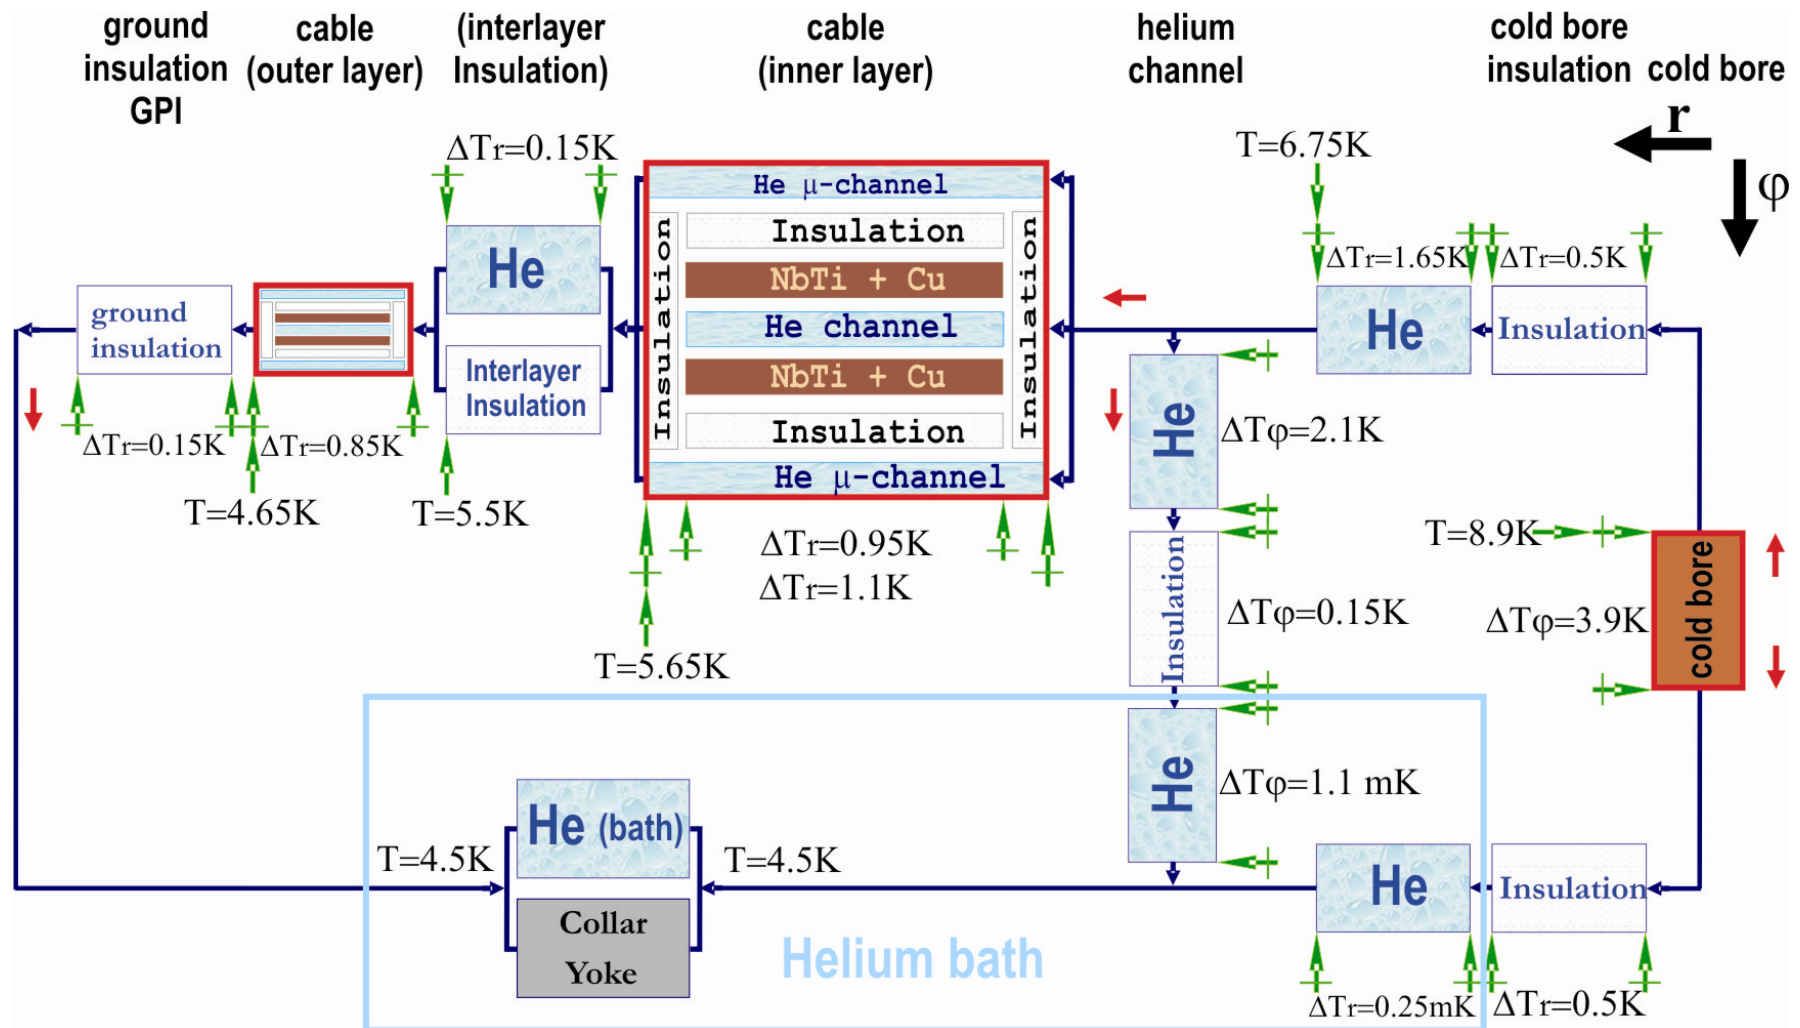 ground
insulation
GPI
cable
(outer layer)
(interlayer
Insulation)
cable
(inner layer)
helium
channel
cold bore
insulation
cold bore
r
φ
ΔTr=0.15K
T=6.75K
He μ-channel
Insulation
Insulation
NbTi + Cu
He channel
NbTi + Cu
Insulation
Insulation
He μ-channel
He
Interlayer
Insulation
ground
insulation
ΔTr=1.65K
ΔTr=0.5K
He
Insulation
He
ΔTφ=2.1K
ΔTr=0.15K
ΔTr=0.85K
T=4.65K
T=5.5K
ΔTr=0.95K
ΔTr=1.1K
T=5.65K
T=8.9K
cold bore
ΔTφ=3.9K
Insulation
ΔTφ=0.15K
He
ΔTφ=1.1 mK
He (bath)
T=4.5K
T=4.5K
Collar
Yoke
He
Insulation
Helium bath
ΔTr=0.25mK
ΔTr=0.5K